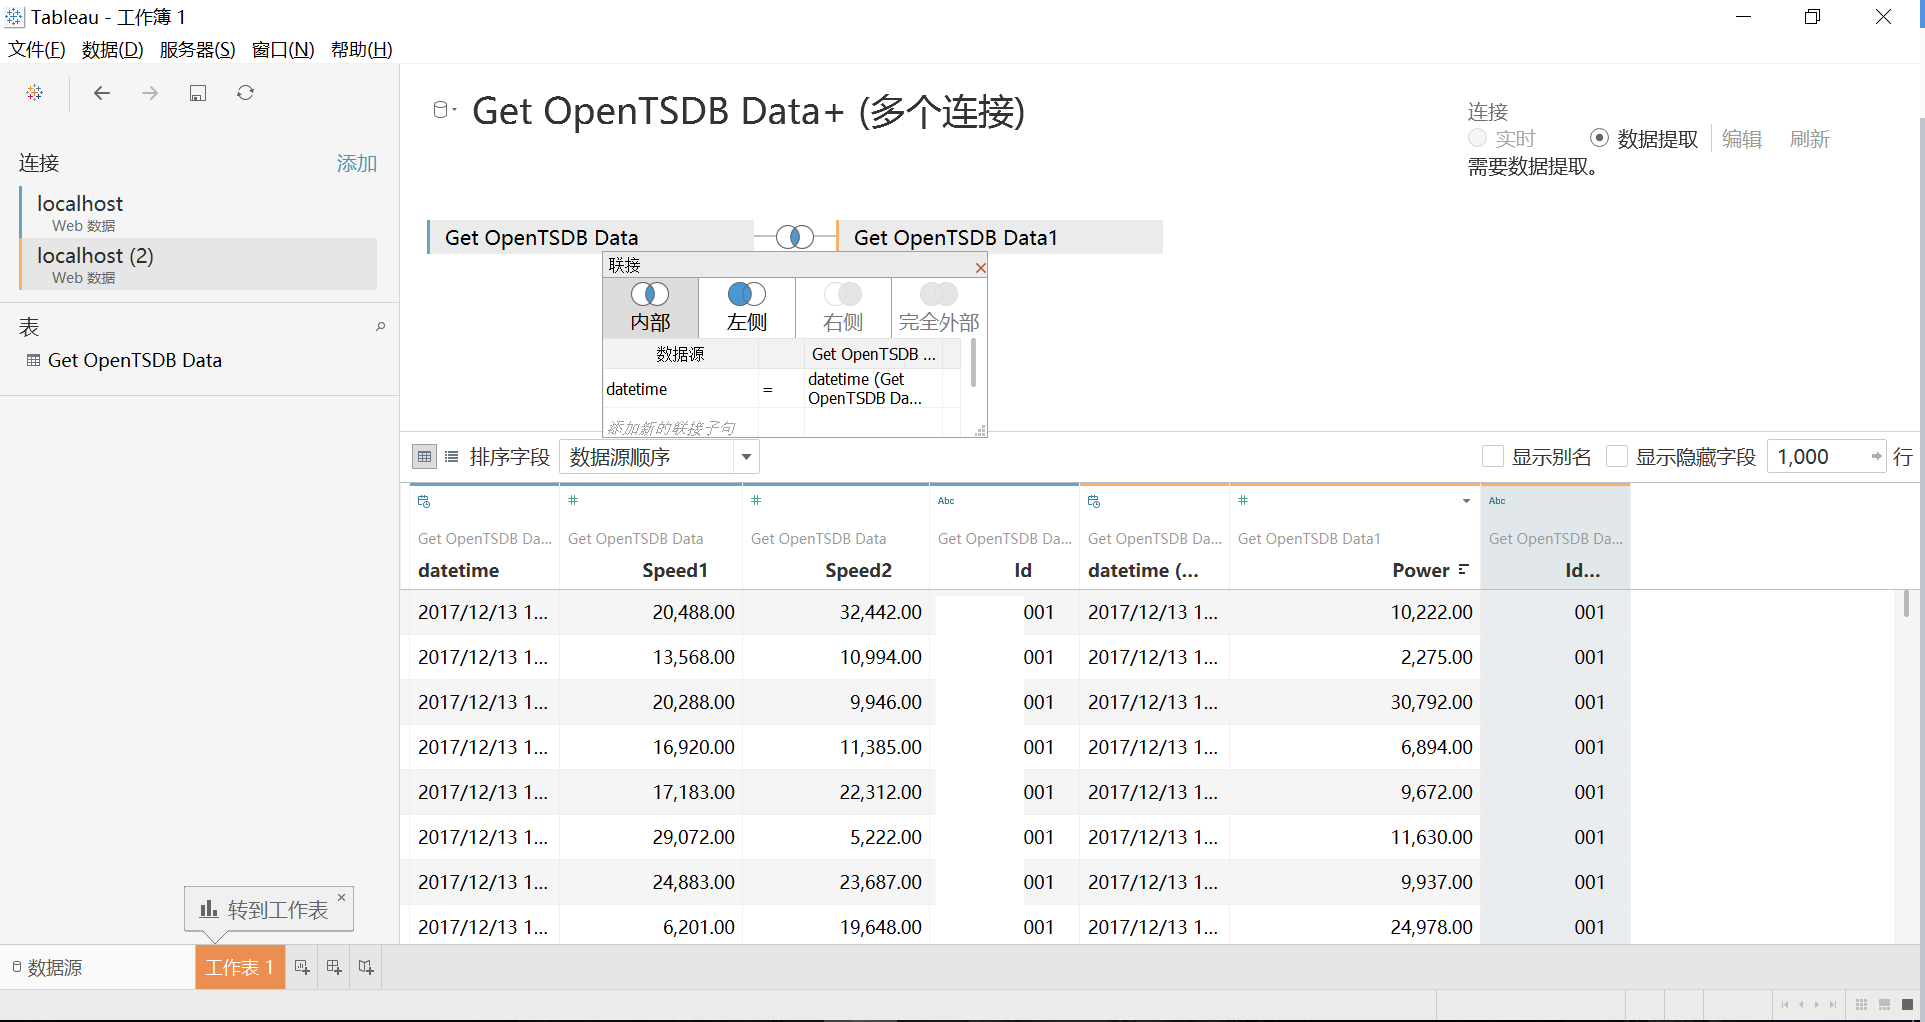 Tableau - 工作簿 1
文件(F) 数据(D) 服务器(S) 窗口(N) 帮助(H)
连接 添加
localhost
Web 数据
localhost (2)
Web 数据
表
Get OpenTSDB Data
Get OpenTSDB Data+ (多个连接)
连接
实时 数据提取 编辑 刷新
需要数据提取。
Get OpenTSDB Data Get OpenTSDB Data1
联接
内部 左侧 右侧 完全外部
数据源 Get OpenTSDB ...
datetime = datetime (Get
OpenTSDB Da...
添加新的联接子句
排序字段 数据源顺序 显示别名 显示隐藏字段 1,000 行
# # Abc # Abc
Get OpenTSDB Da... Get OpenTSDB Data Get OpenTSDB Data Get OpenTSDB Da... Get OpenTSDB Da... Get OpenTSDB Data1 Get OpenTSDB Da...
datetime Speed1 Speed2 Id datetime (... Power Id...
2017/12/13 1... 20,488.00 32,442.00 001 2017/12/13 1... 10,222.00 001
2017/12/13 1... 13,568.00 10,994.00 001 2017/12/13 1... 2,275.00 001
2017/12/13 1... 20,288.00 9,946.00 001 2017/12/13 1... 30,792.00 001
2017/12/13 1... 16,920.00 11,385.00 001 2017/12/13 1... 6,894.00 001
2017/12/13 1... 17,183.00 22,312.00 001 2017/12/13 1... 9,672.00 001
2017/12/13 1... 29,072.00 5,222.00 001 2017/12/13 1... 11,630.00 001
2017/12/13 1... 24,883.00 23,687.00 001 2017/12/13 1... 9,937.00 001
2017/12/13 1... 6,201.00 19,648.00 001 2017/12/13 1... 24,978.00 001
转到工作表
数据源 工作表 1